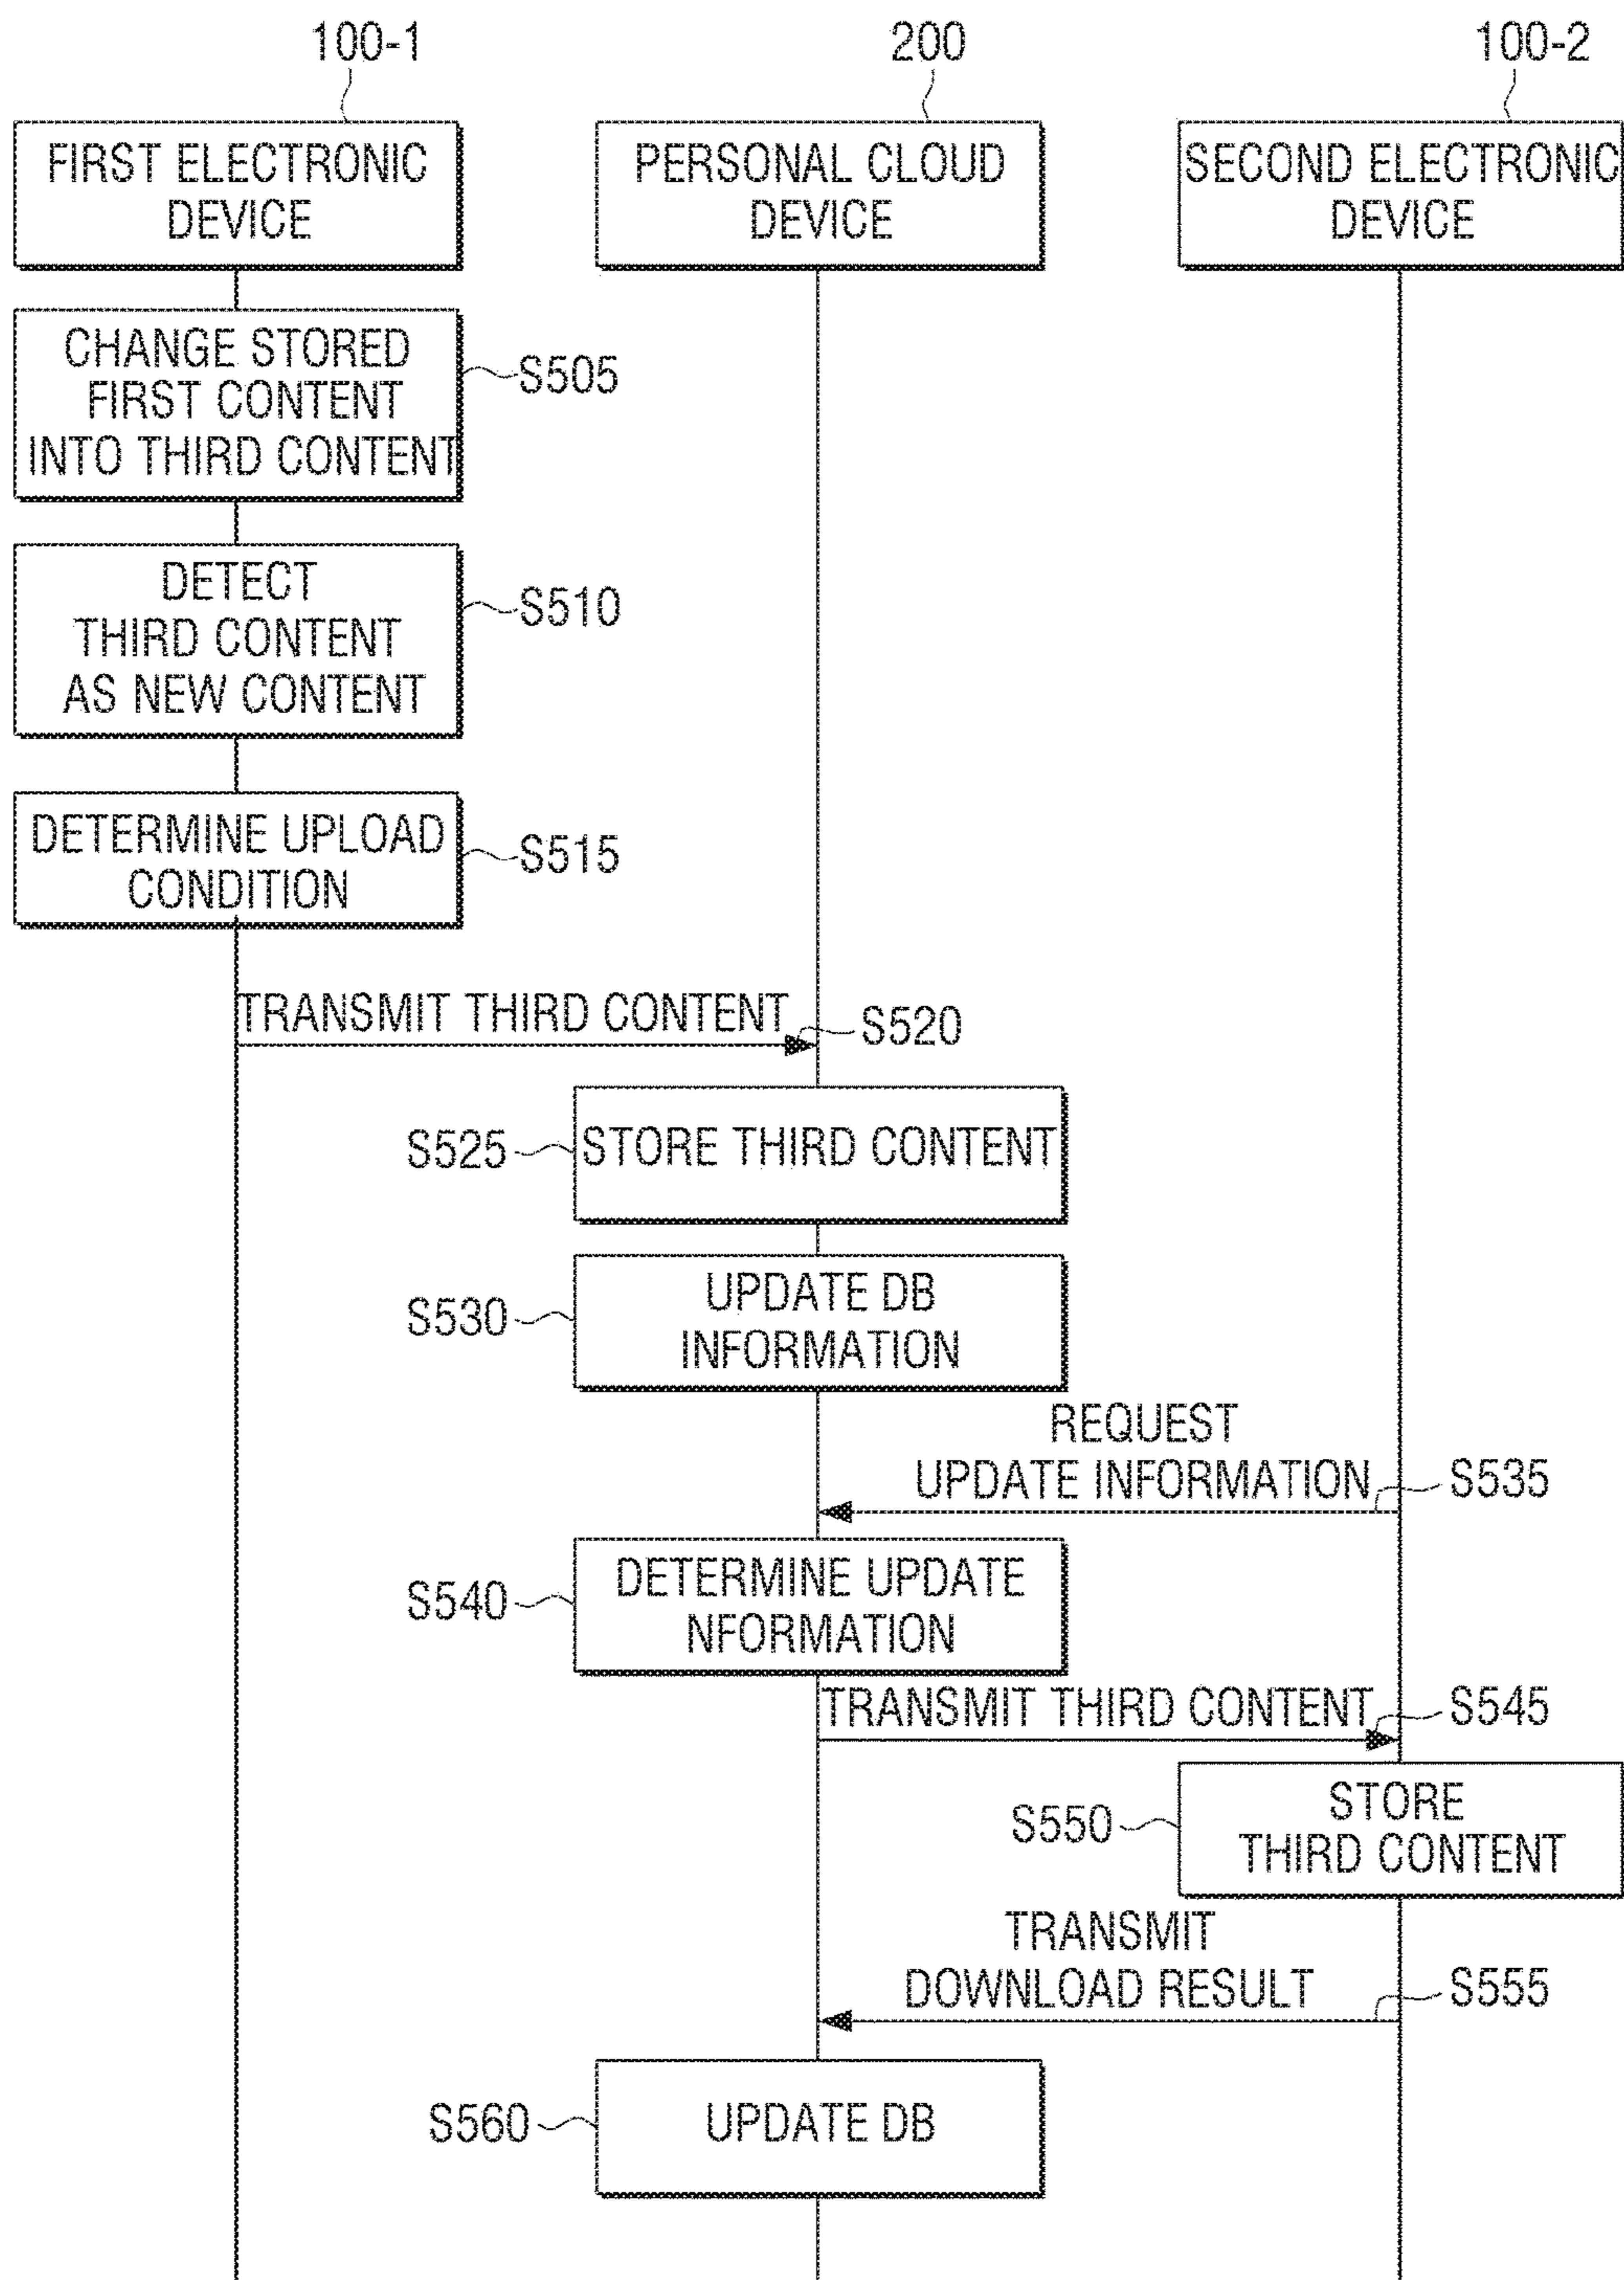 100-1
200
100-2
FIRST ELECTRONIC
DEVICE
PERSONAL CLOUD
DEVICE
SECOND ELECTRONIC
DEVICE
CHANGE STORED
FIRST CONTENT
INTO THIRD CONTENT
S505
DETECT
THIRD CONTENT
AS NEW CONTENT
S510
DETERMINE UPLOAD
CONDITION
S515
TRANSMIT THIRD CONTENT
S520
S525
STORE THIRD CONTENT
S530
UPDATE DB
INFORMATION
REQUEST
UPDATE INFORMATION
S535
S540
DETERMINE UPDATE
NFORMATION
TRANSMIT THIRD CONTENT
S545
S550
STORE
THIRD CONTENT
TRANSMIT
DOWNLOAD RESULT
S555
S560
UPDATE DB